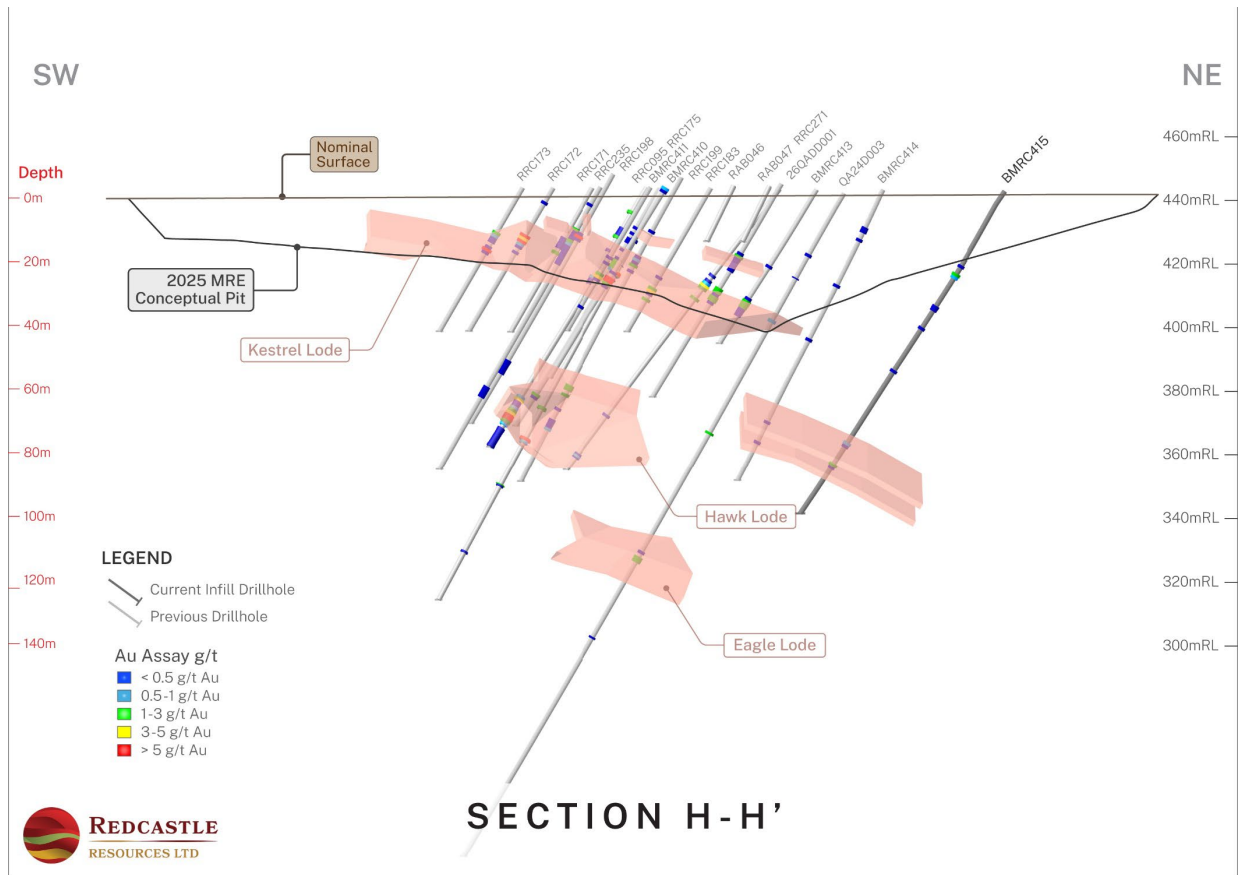 SW
NE
Nominal
Surface
Depth
0m
20m
40m
60m
80m
100m
120m
140m
460mRL
440mRL
420mRL
400mRL
380mRL
360mRL
340mRL
320mRL
300mRL
RRC173
RRC172
RRC171
RRC235
RRC198
RRC095
RRC175
BMRC411
BMRC410
RRC199
RRC183
RAB046
RAB047
RRC271
26QADD001
BMRC413
QA24D003
BMRC414
BMRC415
2025 MRE
Conceptual Pit
Kestrel Lode
Hawk Lode
Eagle Lode
LEGEND
Current Infill Drillhole
Previous Drillhole
Au Assay g/t
< 0.5 g/t Au
0.5-1 g/t Au
1-3 g/t Au
3-5 g/t Au
> 5 g/t Au
REDCASTLE
RESOURCES LTD
SECTION H-H’